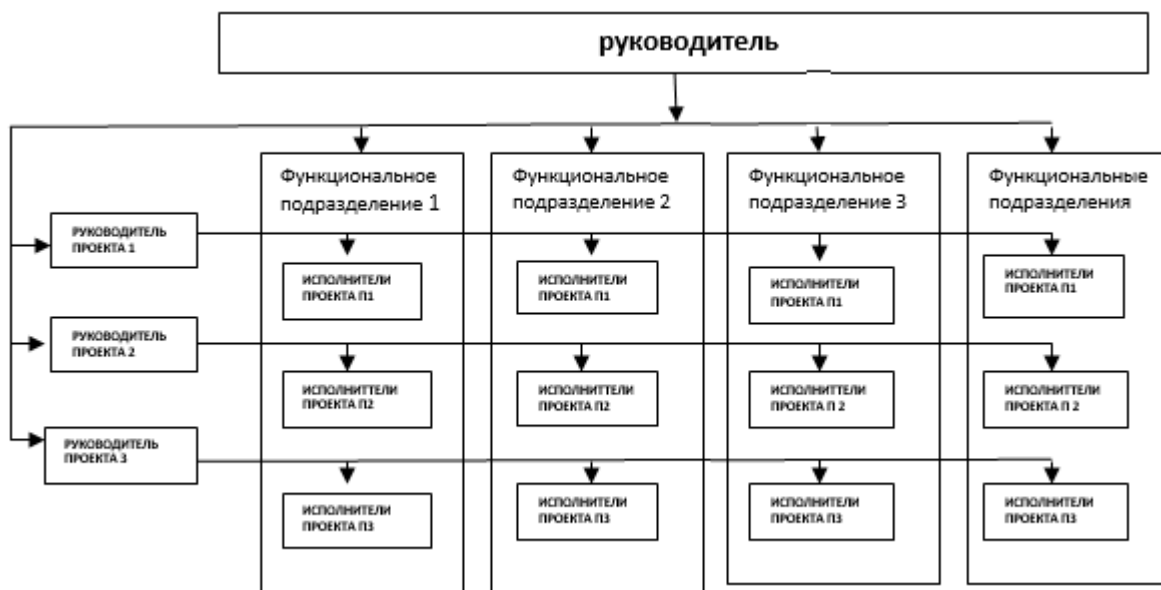 руководитель
Функциональное
подразделение 1
Функциональное
подразделение 2
Функциональное
подразделение 3
Функциональные
подразделения
РУКОВОДИТЕЛЬ
ПРОЕКТА 1
ИСПОЛНИТЕЛИ
ПРОЕКТА П1
ИСПОЛНИТЕЛИ
ПРОЕКТА П1
ИСПОЛНИТЕЛИ
ПРОЕКТА П1
ИСПОЛНИТЕЛИ
ПРОЕКТА П1
РУКОВОДИТЕЛЬ
ПРОЕКТА 2
ИСПОЛНИТТЕЛИ
ПРОЕКТА П2
ИСПОЛНИТТЕЛИ
ПРОЕКТА П2
ИСПОЛНИТТЕЛИ
ПРОЕКТА П 2
ИСПОЛНИТТЕЛИ
ПРОЕКТА П 2
РУКОВОДИТЕЛЬ
ПРОЕКТА 3
ИСПОЛНИТЕЛИ
ПРОЕКТА П3
ИСПОЛНИТЕЛИ
ПРОЕКТА П3
ИСПОЛНИТЕЛИ
ПРОЕКТА П3
ИСПОЛНИТЕЛИ
ПРОЕКТА П3